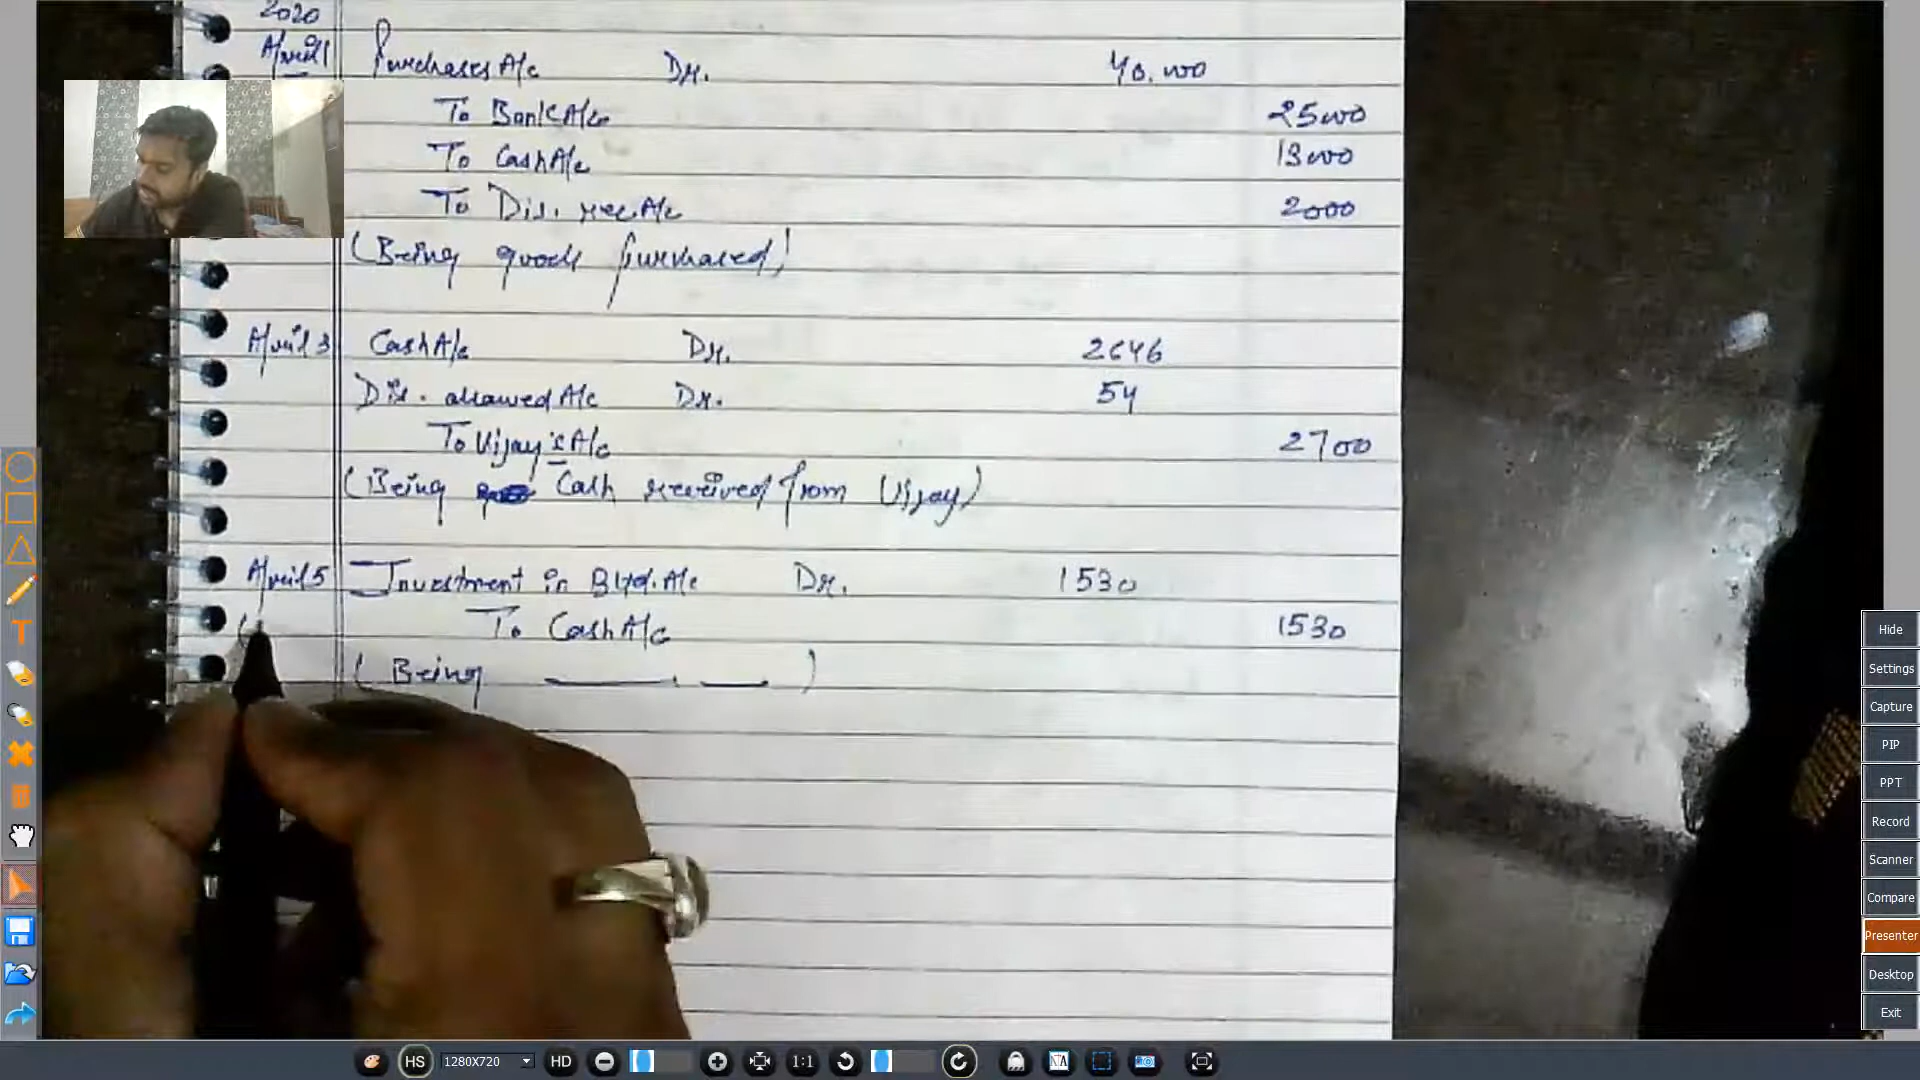 2020
April 1 Purchases A/c Dr. 40,000
To Bank A/c 25000
To Cash A/c 13000
To Dis. rec A/c 2000
(Being goods purchased)
April 3 Cash A/c Dr. 2646
Dis. allowed A/c Dr. 54
To Vijay's A/c 2700
(Being Cash received from Vijay)
April 5 Investment in A/c Dr. 1530
To Cash A/c 1530
(Being )
T
Hide
Settings
Capture
PIP
PPT
Record
Scanner
Compare
Presenter
Desktop
Exit
HS 1280X720 HD 1:1